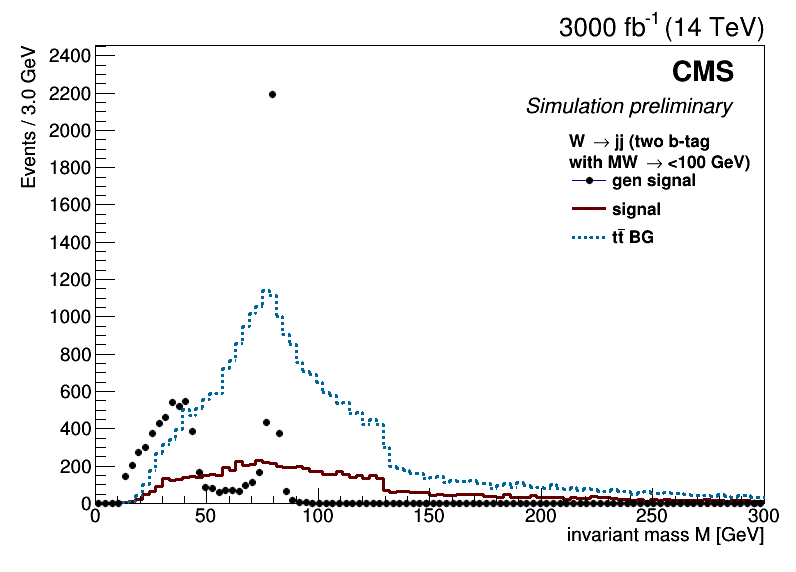 3000 fb⁻¹ (14 TeV)
Events / 3.0 GeV
2400
2200
2000
1800
1600
1400
1200
1000
800
600
400
200
0
CMS
Simulation preliminary
W → jj (two b-tag
with MW → <100 GeV)
gen signal
signal
tt̄ BG
0 50 100 150 200 250 300
invariant mass M [GeV]